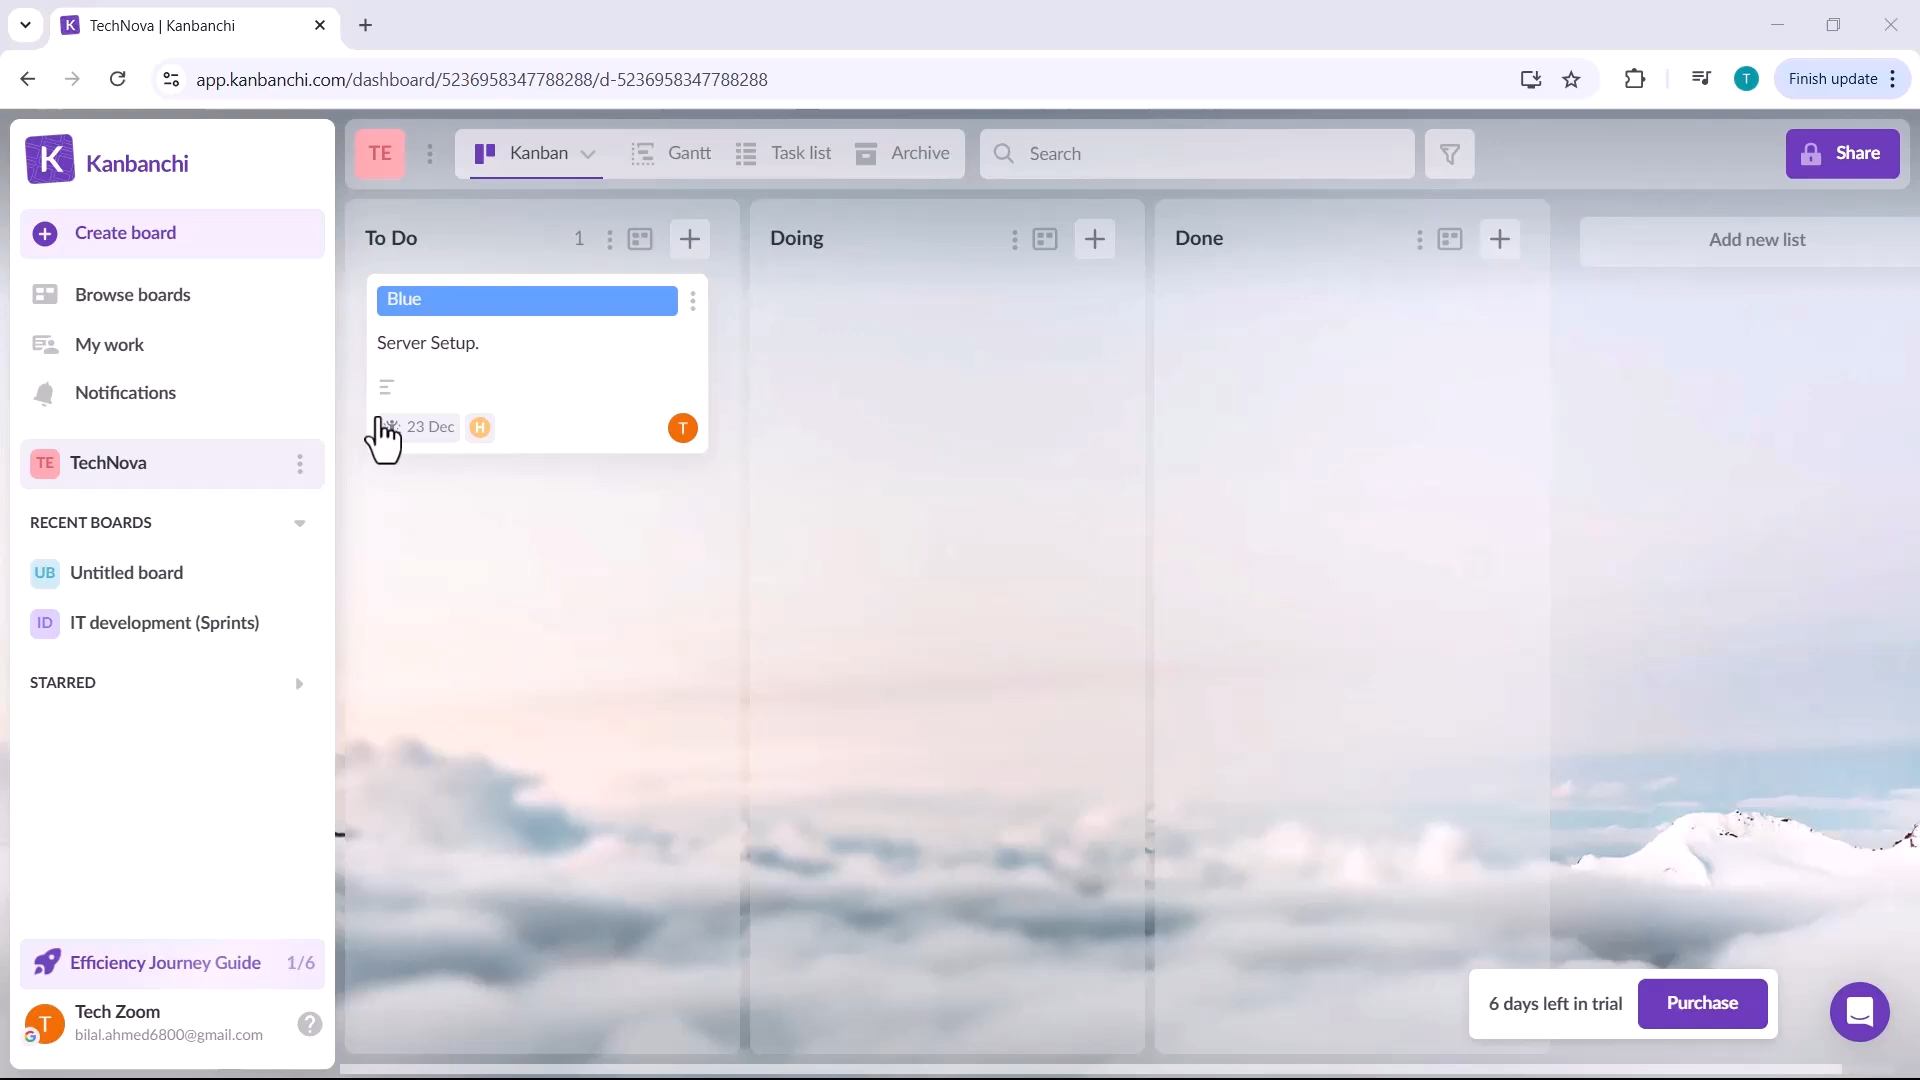 TechNova | Kanbanchi
app.kanbanchi.com/dashboard/5236958347788288/d-5236958347788288
T
Finish update
K Kanbanchi
Create board
Browse boards
My work
Notifications
TE TechNova
RECENT BOARDS
UB Untitled board
ID IT development (Sprints)
STARRED
Efficiency Journey Guide 1/6
T Tech Zoom
bilal.ahmed6800@gmail.com
?
TE Kanban Gantt Task list Archive Search Share
To Do 1
Blue
Server Setup.
23 Dec H T
Doing
Done
Add new list
6 days left in trial Purchase